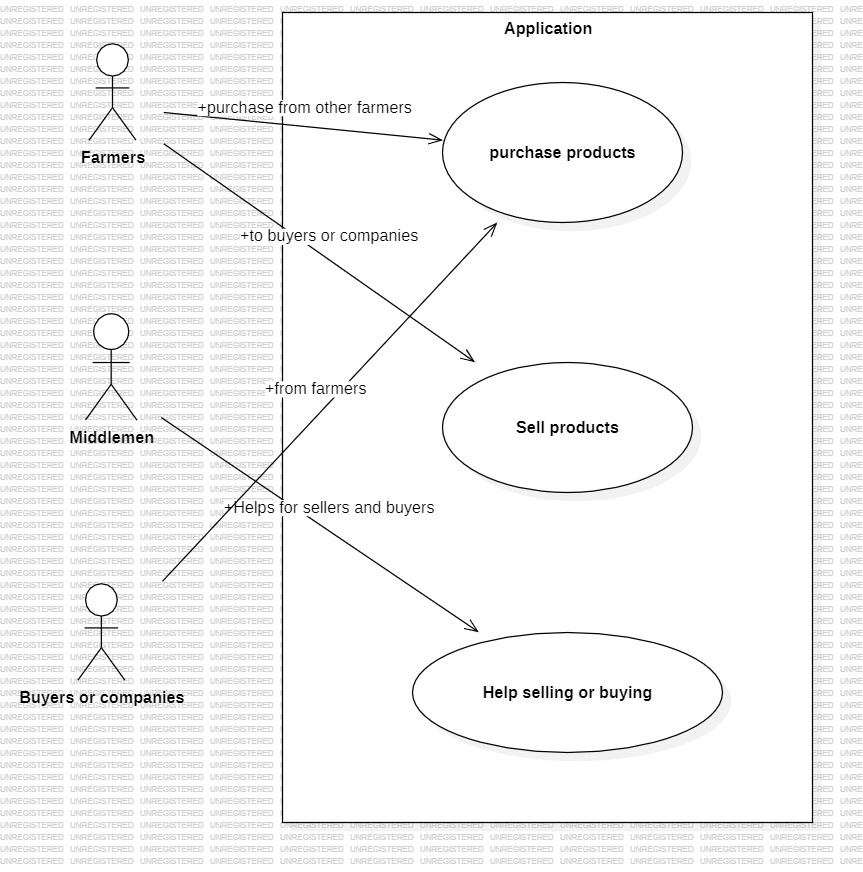 Application
+purchase from other farmers
purchase products
Farmers
+to buyers or companies
+from farmers
Sell products
Middlemen
+Helps for sellers and buyers
Help selling or buying
Buyers or companies
UNREGISTERED